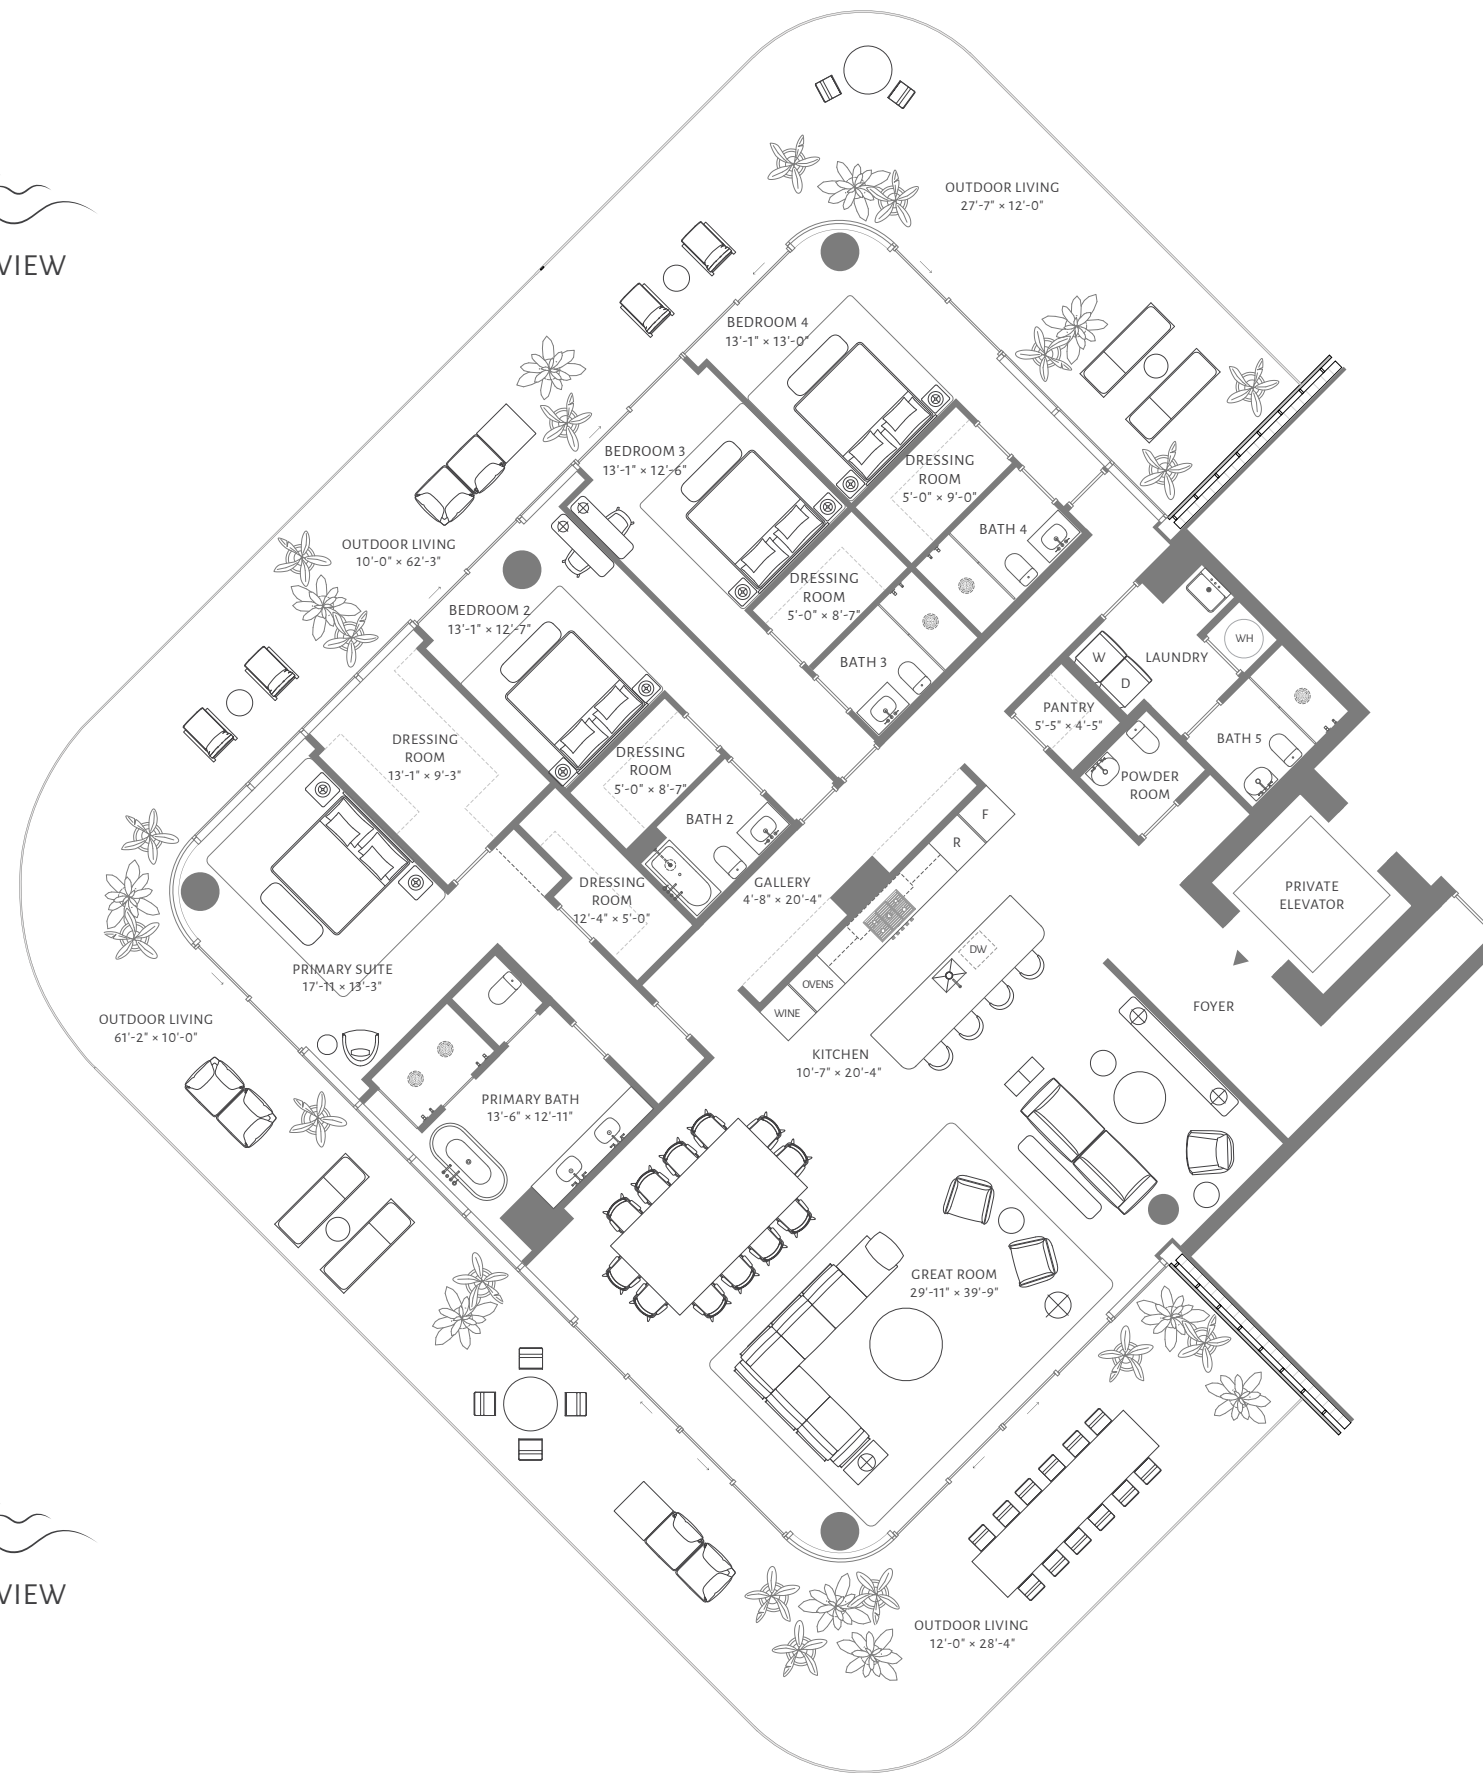 OUTDOOR LIVING
27'-7" × 12'-0"
VIEW
BEDROOM 4
13'-1" × 13'-0"
BEDROOM 3
13'-1" × 12'-6"
DRESSING
ROOM
5'-0" × 9'-0"
BATH 4
OUTDOOR LIVING
10'-0" × 62'-3"
DRESSING
ROOM
5'-0" × 8'-7"
BEDROOM 2
13'-1" × 12'-7"
BATH 3
WH
W
D
LAUNDRY
PANTRY
5'-5" × 4'-5"
BATH 5
DRESSING
ROOM
13'-1" × 9'-3"
DRESSING
ROOM
5'-0" × 8'-7"
POWDER
ROOM
BATH 2
F
R
DRESSING
ROOM
12'-4" × 5'-0"
GALLERY
4'-8" × 20'-4"
PRIVATE
ELEVATOR
DW
PRIMARY SUITE
17'-11 × 13'-3"
OVENS
WINE
FOYER
OUTDOOR LIVING
61'-2" × 10'-0"
KITCHEN
10'-7" × 20'-4"
PRIMARY BATH
13'-6" × 12'-11"
GREAT ROOM
29'-11" × 39'-9"
VIEW
OUTDOOR LIVING
12'-0" × 28'-4"